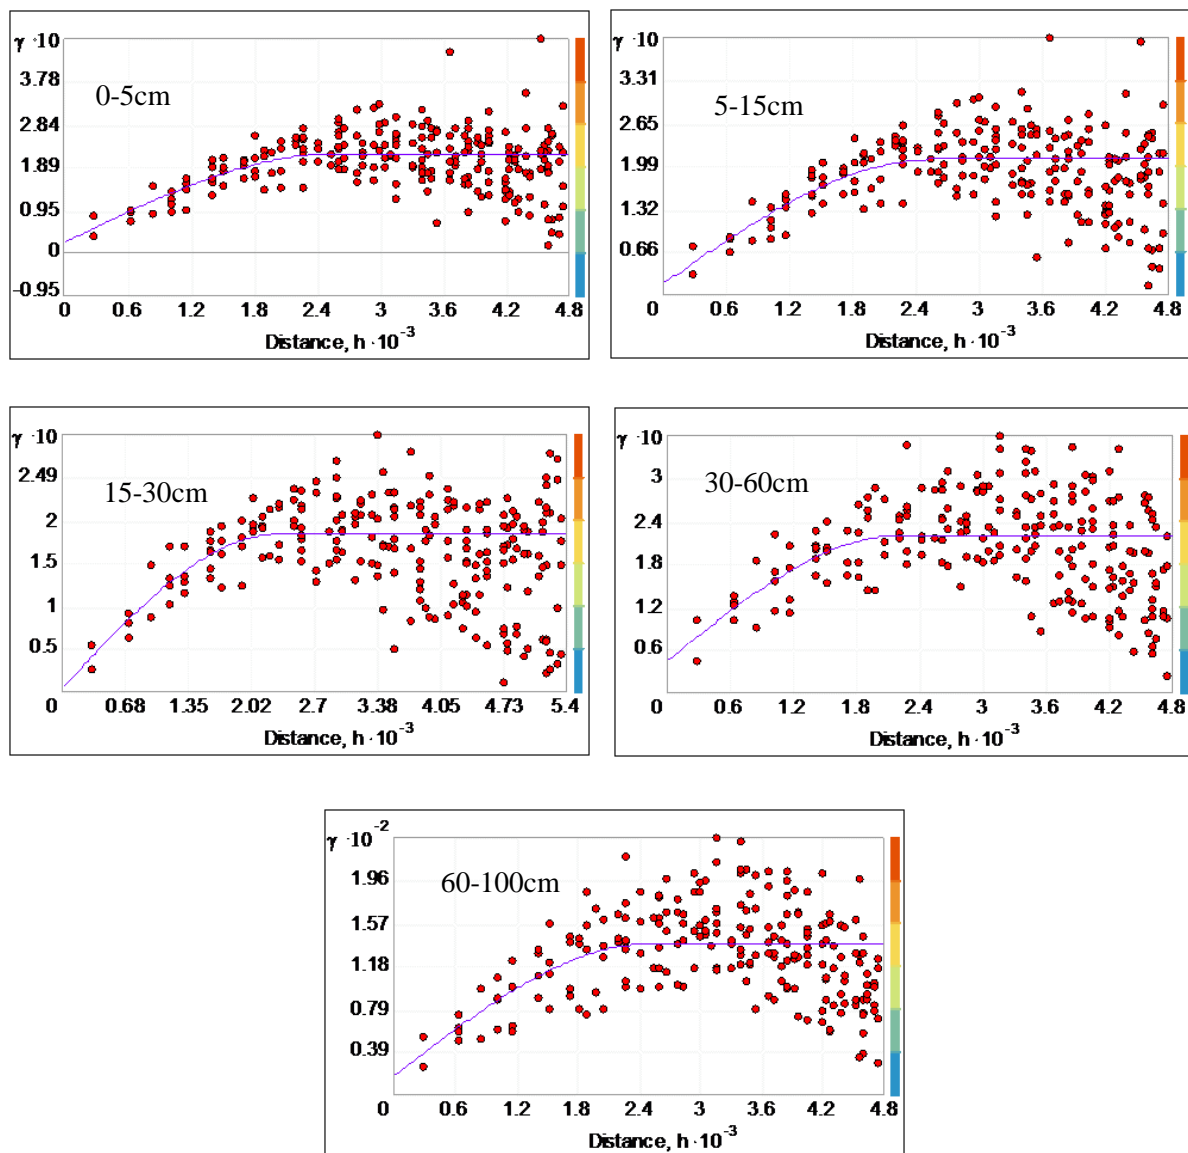 γ ·10
3.78
2.84
1.89
0.95
0
-0.95
0-5cm
0 0.6 1.2 1.8 2.4 3 3.6 4.2 4.8
Distance, h · 10⁻³
γ ·10
3.31
2.65
1.99
1.32
0.66
5-15cm
0 0.6 1.2 1.8 2.4 3 3.6 4.2 4.8
Distance, h · 10⁻³
γ ·10
2.49
2
1.5
1
0.5
15-30cm
0 0.68 1.35 2.02 2.7 3.38 4.05 4.73 5.4
Distance, h · 10⁻³
γ ·10
3
2.4
1.8
1.2
0.6
30-60cm
0 0.6 1.2 1.8 2.4 3 3.6 4.2 4.8
Distance, h · 10⁻³
γ ·10⁻²
1.96
1.57
1.18
0.79
0.39
60-100cm
0 0.6 1.2 1.8 2.4 3 3.6 4.2 4.8
Distance, h · 10⁻³